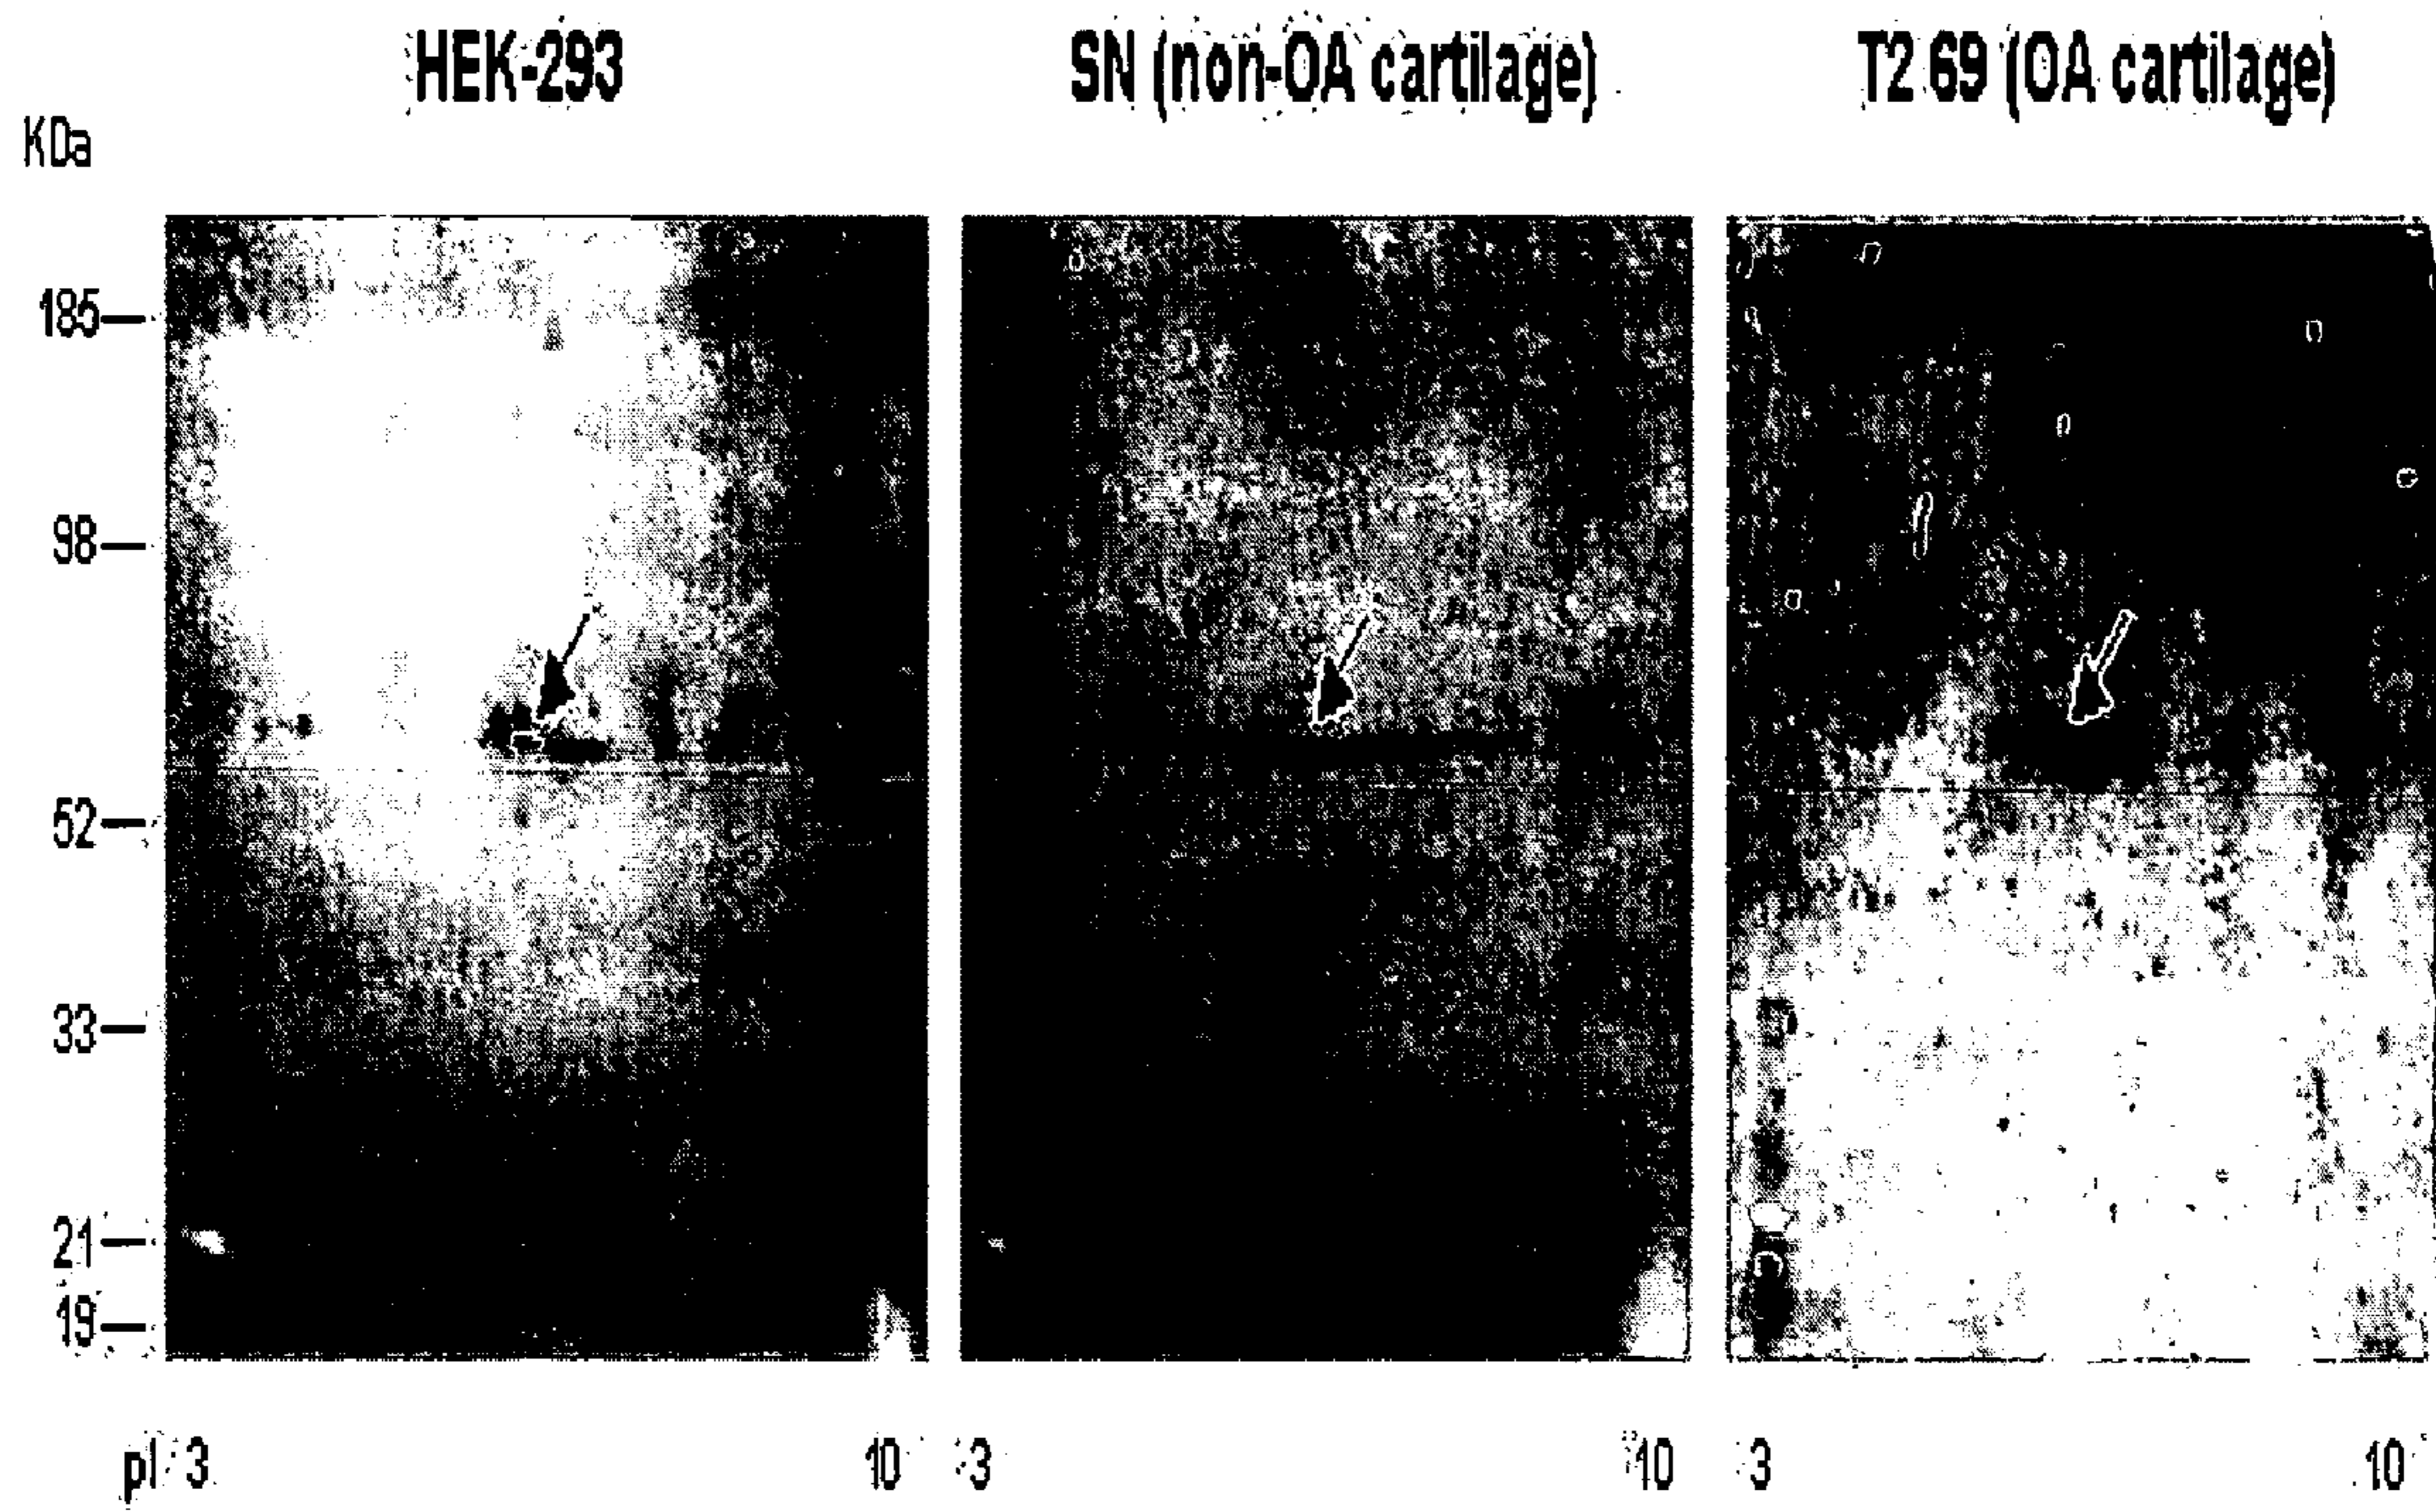 HEK-293 SN (non-OA cartilage) T2 69 (OA cartilage)
KDa
185
98
52
33
21
19
pI 3 10 3 10 3 10